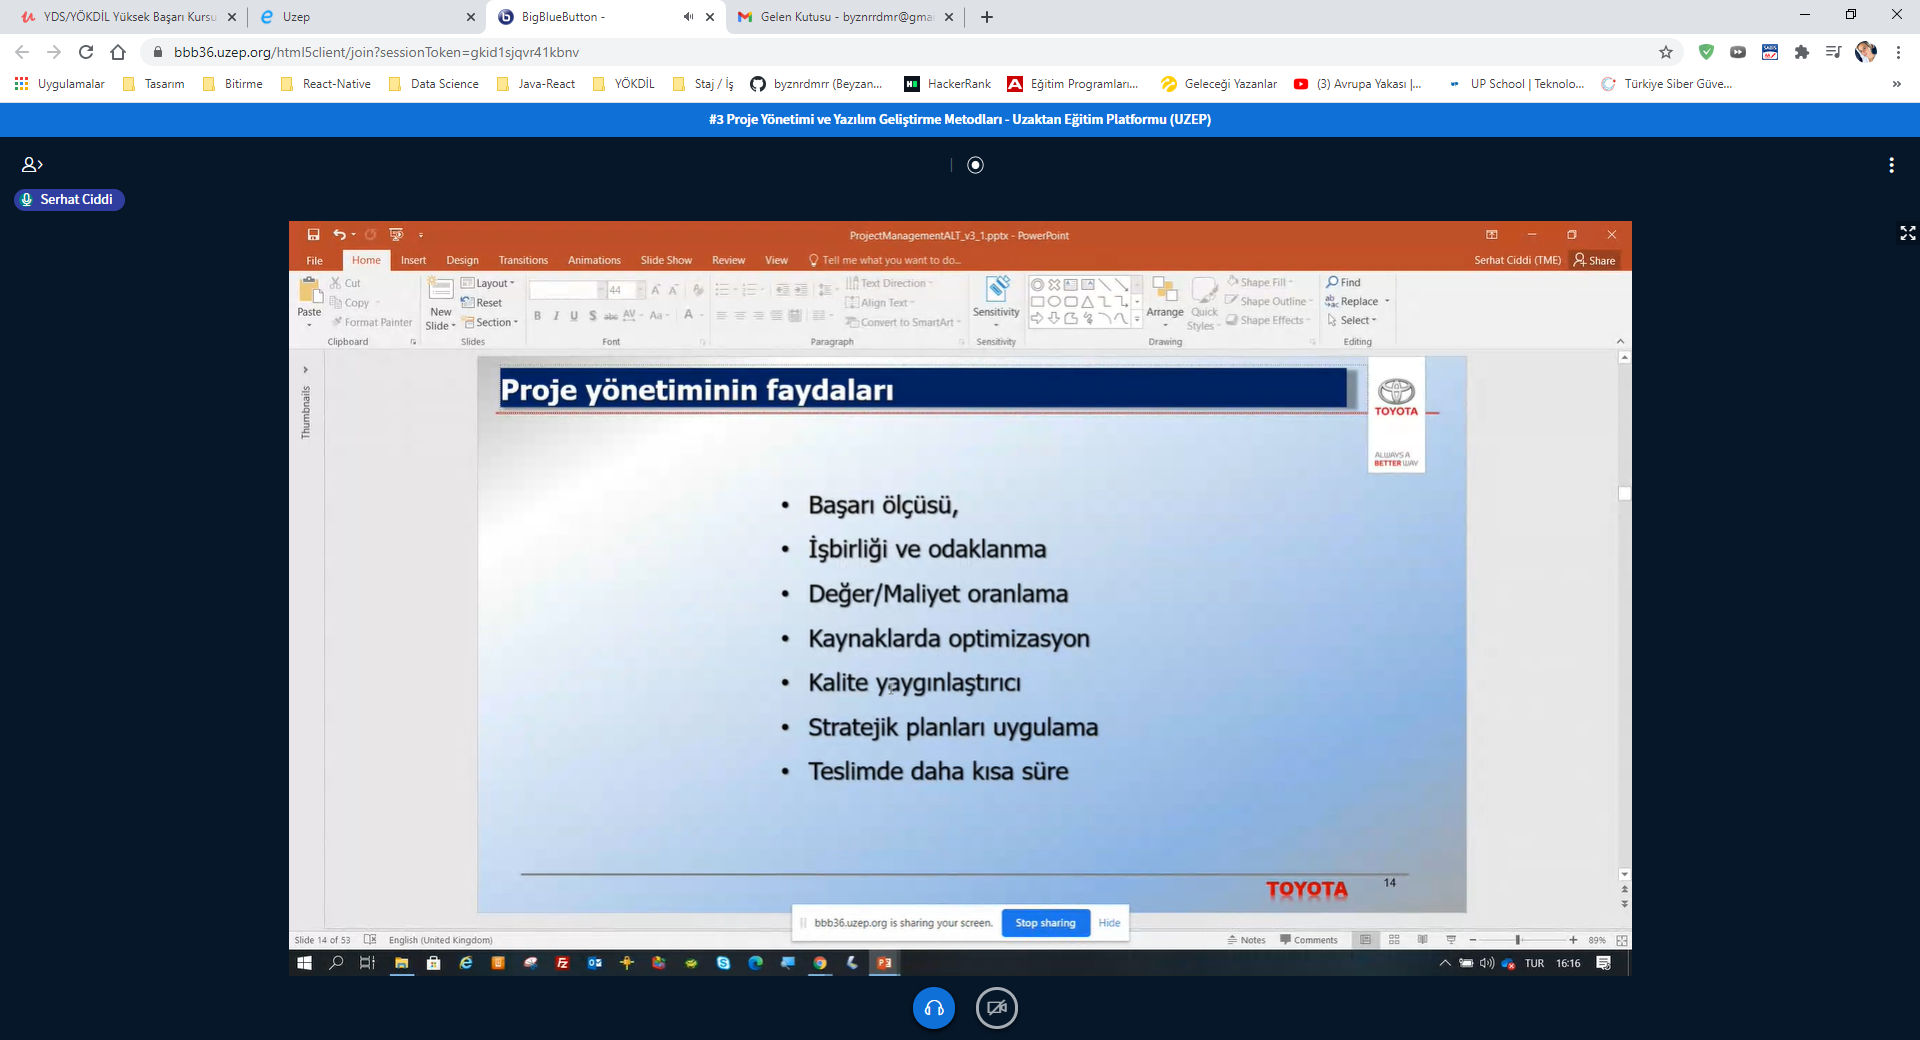 YDS/YÖKDİL Yüksek Başarı Kursu
Uzep
BigBlueButton -
Gelen Kutusu - byznrrdmr@gma
bbb36.uzep.org/html5client/join?sessionToken=gkid1sjqvr41kbnv
Uygulamalar
Tasarım
Bitirme
React-Native
Data Science
Java-React
YÖKDİL
Staj / İş
byznrdmrr (Beyzan...
HackerRank
Eğitim Programları...
Geleceği Yazanlar
(3) Avrupa Yakası |...
UP School | Teknolo...
Türkiye Siber Güve...
#3 Proje Yönetimi ve Yazılım Geliştirme Metodları - Uzaktan Eğitim Platformu (UZEP)
Serhat Ciddi
ProjectManagementALT_v3_1.pptx - PowerPoint
File
Home
Insert
Design
Transitions
Animations
Slide Show
Review
View
Tell me what you want to do...
Serhat Ciddi (TME)
Share
Paste
Cut
Copy
Format Painter
Clipboard
New
Slide
Layout
Reset
Section
Slides
44
Font
Text Direction
Align Text
Convert to SmartArt
Paragraph
Sensitivity
Sensitivity
Arrange
Quick
Styles
Shape Fill
Shape Outline
Shape Effects
Drawing
Find
Replace
Select
Editing
Thumbnails
Proje yönetiminin faydaları
TOYOTA
ALWAYS A
BETTER WAY
• Başarı ölçüsü,
• İşbirliği ve odaklanma
• Değer/Maliyet oranlama
• Kaynaklarda optimizasyon
• Kalite yaygınlaştırıcı
• Stratejik planları uygulama
• Teslimde daha kısa süre
TOYOTA
14
bbb36.uzep.org is sharing your screen.
Stop sharing
Hide
Slide 14 of 53
English (United Kingdom)
Notes
Comments
89%
TUR
16:16